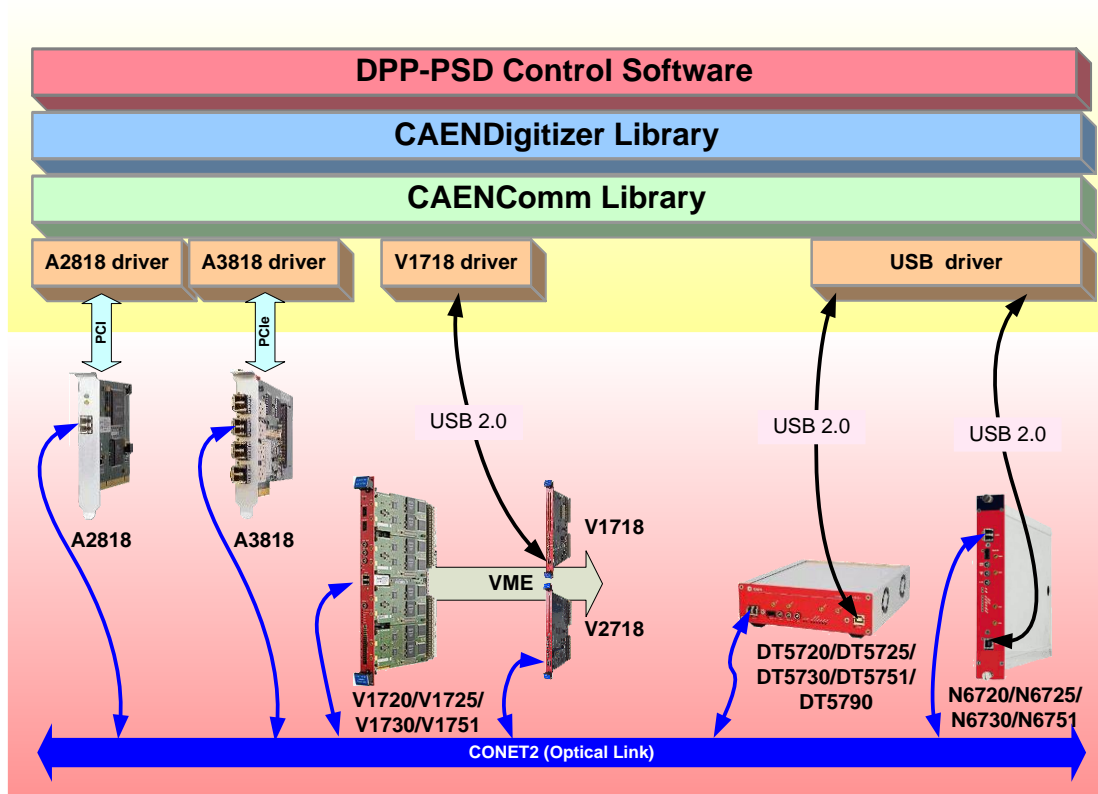 DPP-PSD Control Software
CAENDigitizer Library
CAENComm Library
A2818 driver
A3818 driver
V1718 driver
USB driver
PCI
PCIe
USB 2.0
USB 2.0
USB 2.0
A2818
A3818
V1718
VME
V2718
V1720/V1725/
V1730/V1751
DT5720/DT5725/
DT5730/DT5751/
DT5790
N6720/N6725/
N6730/N6751
CONET2 (Optical Link)